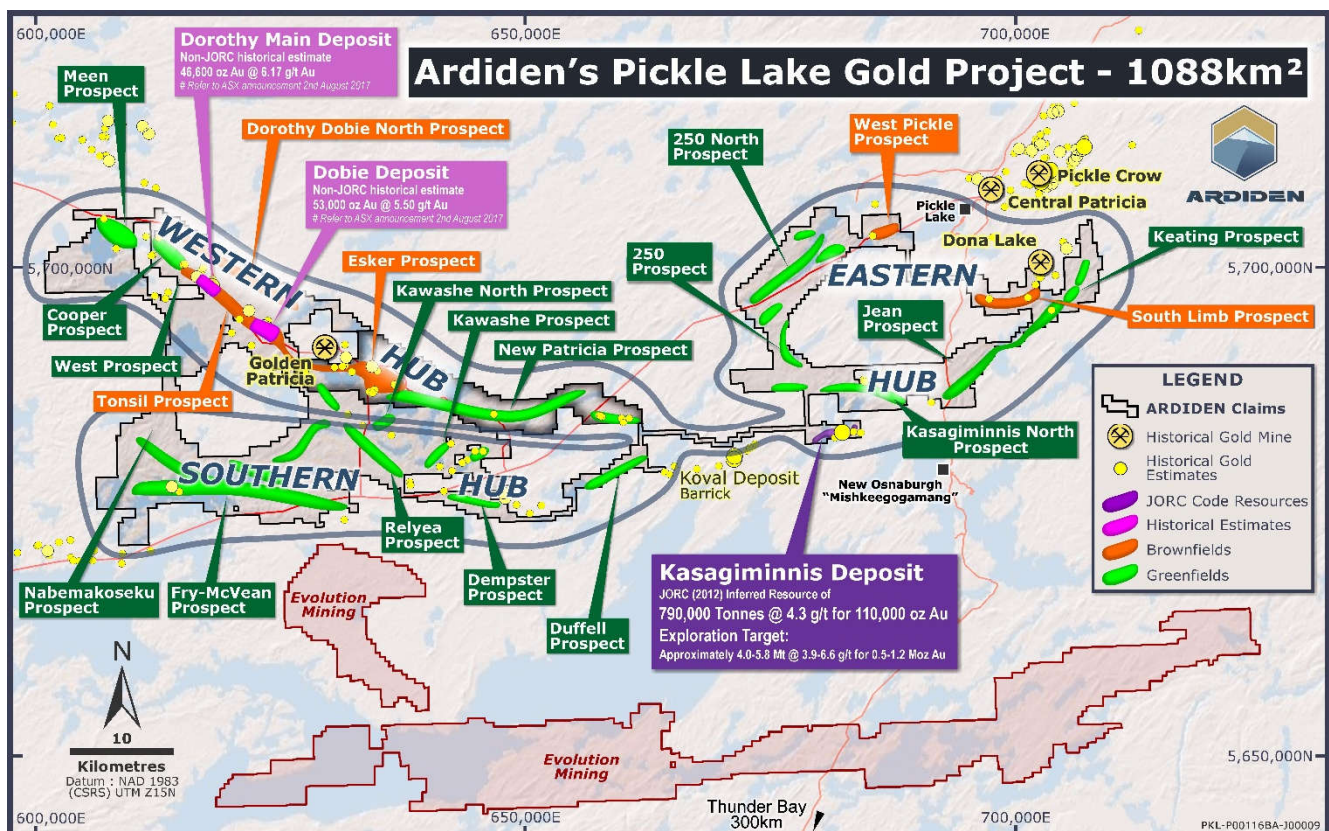 600,000E
650,000E
700,000E
Ardiden's Pickle Lake Gold Project - 1088km²
ARDIDEN
Meen
Prospect
Dorothy Main Deposit
Non-JORC historical estimate
46,600 oz Au @ 6.17 g/t Au
# Refer to ASX announcement 2nd August 2017
Dorothy Dobie North Prospect
Dobie Deposit
Non-JORC historical estimate
53,000 oz Au @ 5.50 g/t Au
# Refer to ASX announcement 2nd August 2017
250 North
Prospect
West Pickle
Prospect
Pickle
Lake
Pickle Crow
Central Patricia
Dona Lake
Keating Prospect
5,700,000N
5,700,000N
WESTERN
HUB
Esker Prospect
Kawashe North Prospect
Kawashe Prospect
New Patricia Prospect
250
Prospect
EASTERN
HUB
Jean
Prospect
South Limb Prospect
Cooper
Prospect
West Prospect
Tonsil Prospect
Golden
Patricia
SOUTHERN
HUB
Kasagiminnis North
Prospect
Koval Deposit
Barrick
New Osnaburgh
"Mishkeegogamang"
Relyea
Prospect
Nabemakoseku
Prospect
Fry-McVean
Prospect
Dempster
Prospect
Duffell
Prospect
Kasagiminnis Deposit
JORC (2012) Inferred Resource of
790,000 Tonnes @ 4.3 g/t for 110,000 oz Au
Exploration Target:
Approximately 4.0-5.8 Mt @ 3.9-6.6 g/t for 0.5-1.2 Moz Au
LEGEND
ARDIDEN Claims
Historical Gold Mine
Historical Gold
Estimates
JORC Code Resources
Historical Estimates
Brownfields
Greenfields
Evolution
Mining
Evolution
Mining
N
10
Kilometres
Datum : NAD 1983
(CSRS) UTM Z15N
5,650,000N
Thunder Bay
300km
600,000E
650,000E
700,000E
PKL-P00116BA-J00009